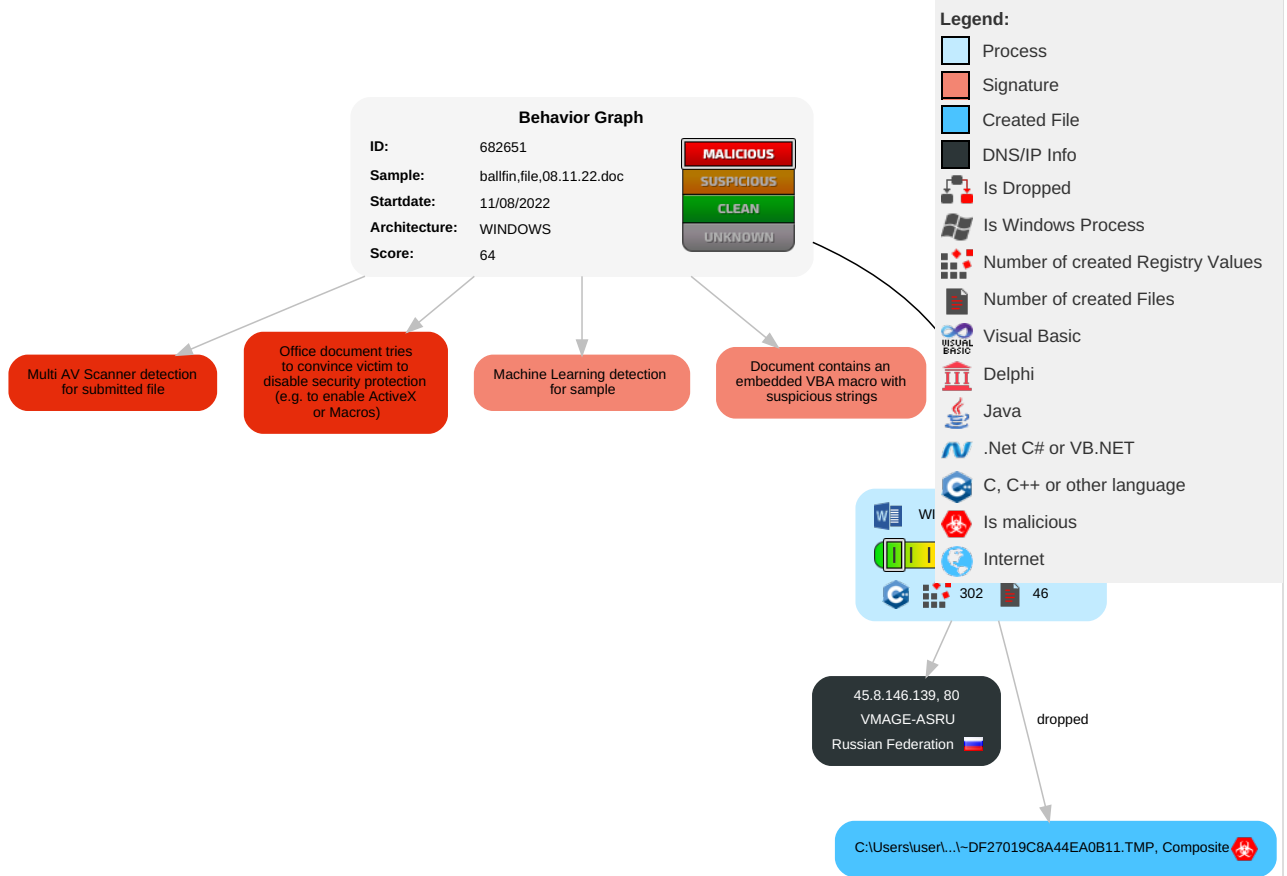 Legend:
Process
Signature
Created File
DNS/IP Info
Is Dropped
Is Windows Process
Number of created Registry Values
Number of created Files
VISUAL BASIC
Visual Basic
Delphi
Java
.Net C# or VB.NET
C, C++ or other language
Is malicious
Internet
Behavior Graph
ID: 682651
Sample: ballfin,file,08.11.22.doc
Startdate: 11/08/2022
Architecture: WINDOWS
Score: 64
MALICIOUS
SUSPICIOUS
CLEAN
UNKNOWN
Multi AV Scanner detection
for submitted file
Office document tries
to convince victim to
disable security protection
(e.g. to enable ActiveX
or Macros)
Machine Learning detection
for sample
Document contains an
embedded VBA macro with
suspicious strings
302 46
45.8.146.139, 80
VMAGE-ASRU
Russian Federation
dropped
C:\Users\user\...\~DF27019C8A44EA0B11.TMP, Composite